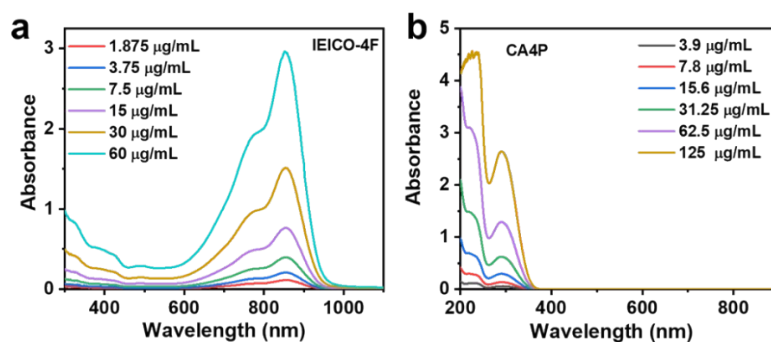 a
IEICO-4F
1.875 μg/mL
3.75 μg/mL
7.5 μg/mL
15 μg/mL
30 μg/mL
60 μg/mL
Absorbance
3
2
1
0
400 600 800 1000
Wavelength (nm)
b
CA4P
3.9 μg/mL
7.8 μg/mL
15.6 μg/mL
31.25 μg/mL
62.5 μg/mL
125 μg/mL
Absorbance
5
4
3
2
1
0
200 400 600 800
Wavelength (nm)